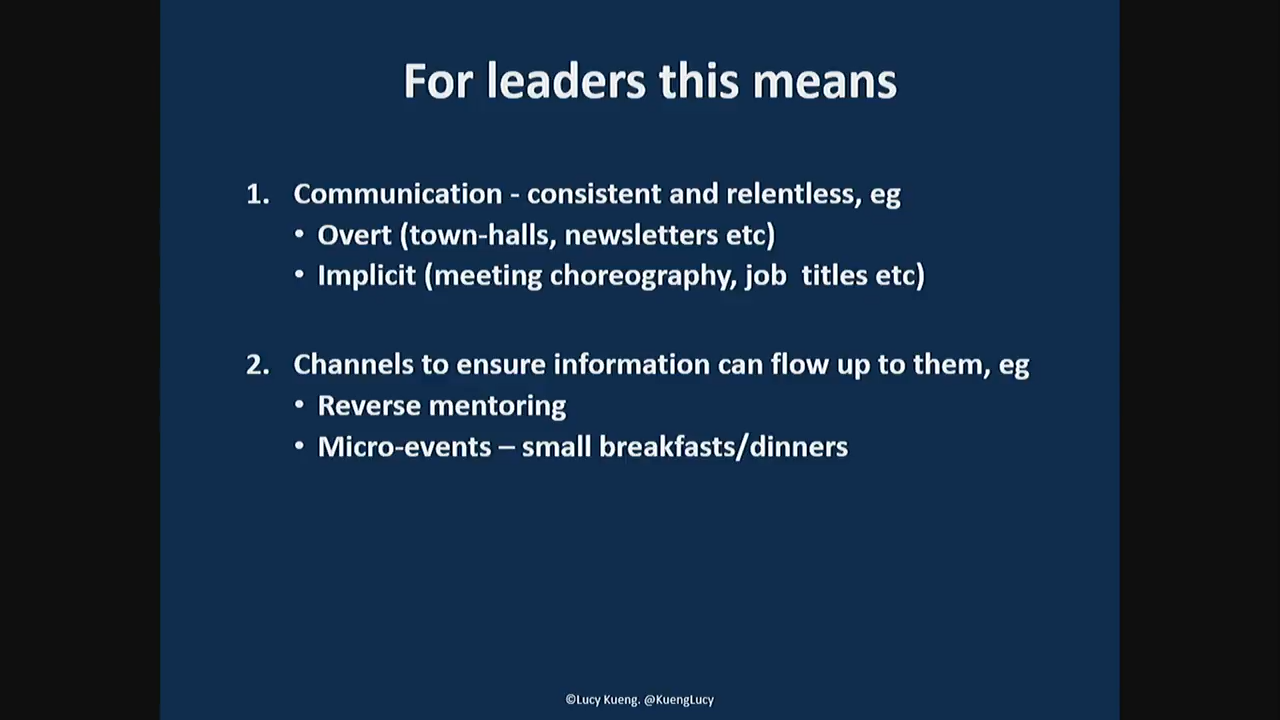 For leaders this means
1. Communication - consistent and relentless, eg
• Overt (town-halls, newsletters etc)
• Implicit (meeting choreography, job titles etc)
2. Channels to ensure information can flow up to them, eg
• Reverse mentoring
• Micro-events – small breakfasts/dinners
©Lucy Kueng. @KuengLucy